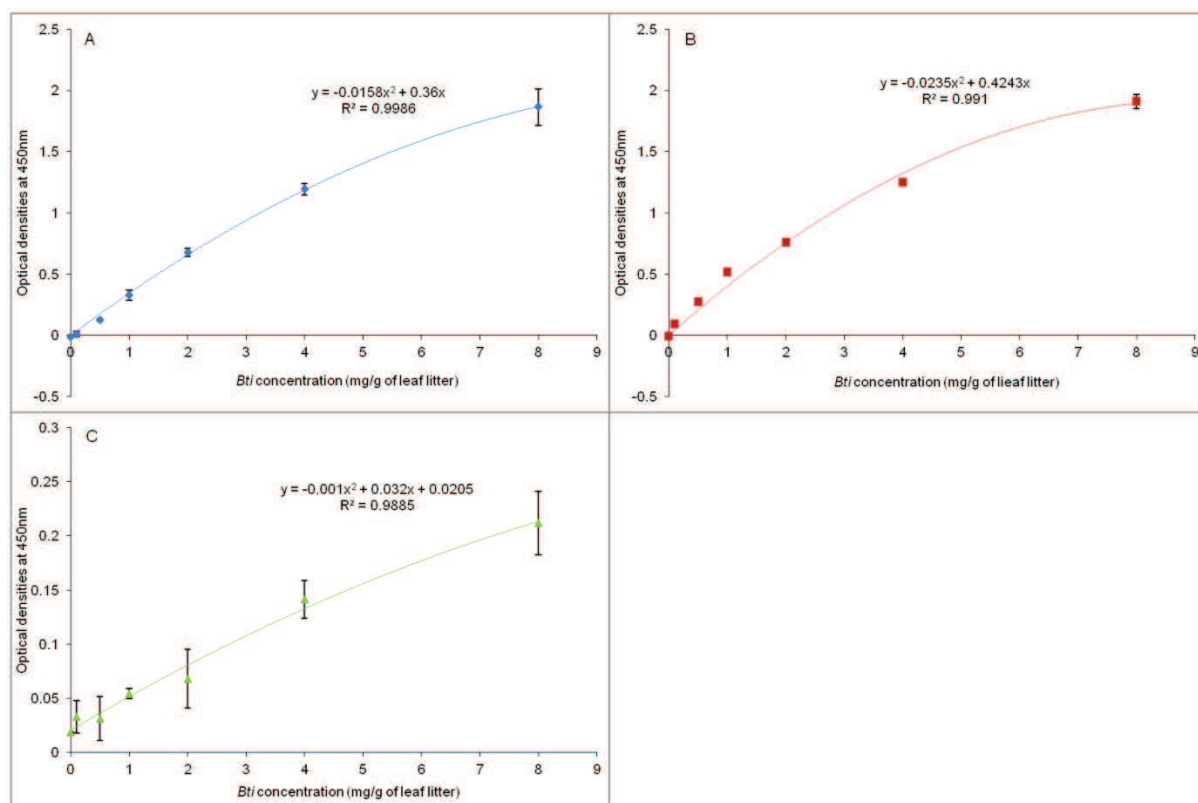 A
y = -0.0158x² + 0.36x
R² = 0.9986
Optical densities at 450nm
2.5
2
1.5
1
0.5
0
-0.5
0 1 2 3 4 5 6 7 8 9
Bti concentration (mg/g of leaf litter)
B
y = -0.0235x² + 0.4243x
R² = 0.991
Optical densities at 450nm
2.5
2
1.5
1
0.5
0
-0.5
0 1 2 3 4 5 6 7 8 9
Bti concentration (mg/g of lieaf litter)
C
y = -0.001x² + 0.032x + 0.0205
R² = 0.9885
Optical densities at 450nm
0.3
0.25
0.2
0.15
0.1
0.05
0
0 1 2 3 4 5 6 7 8 9
Bti concentration (mg/g of leaf litter)